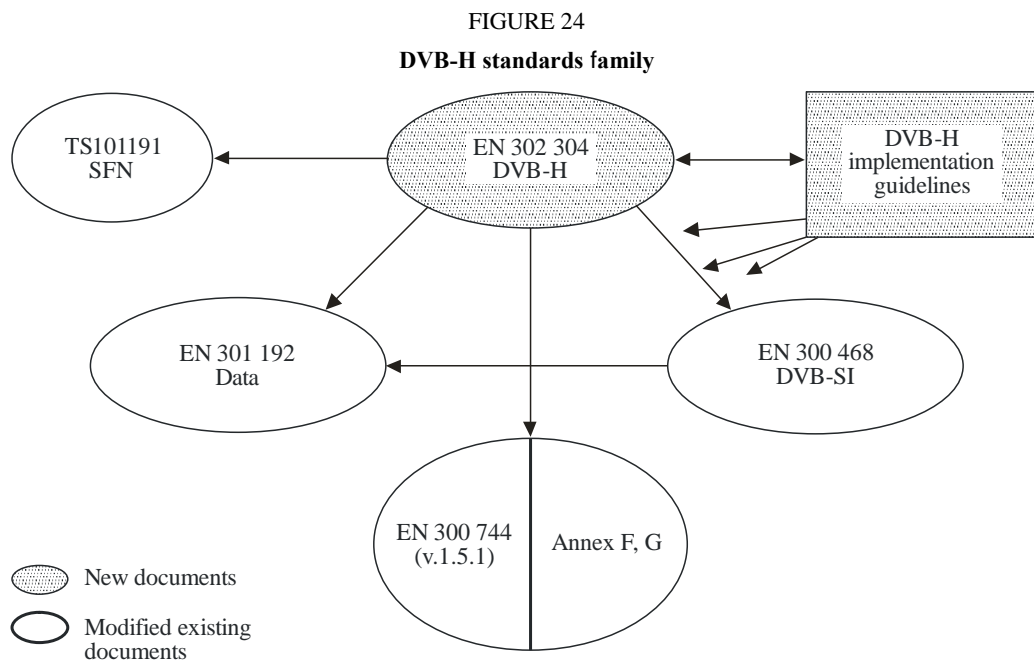 FIGURE 24
DVB-H standards family
TS101191
SFN
EN 302 304
DVB-H
DVB-H
implementation
guidelines
EN 301 192
Data
EN 300 468
DVB-SI
EN 300 744
(v.1.5.1)
Annex F, G
New documents
Modified existing
documents